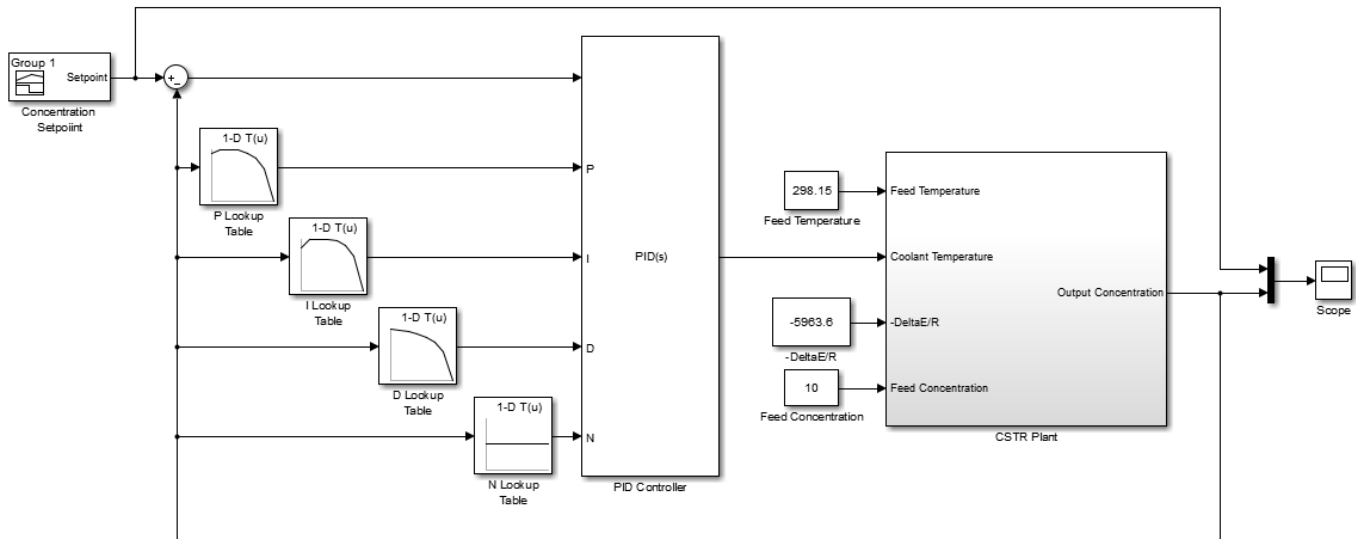 Group 1
Setpoint
Concentration
Setpoiint
+
-
1-D T(u)
P Lookup
Table
1-D T(u)
I Lookup
Table
1-D T(u)
D Lookup
Table
1-D T(u)
N Lookup
Table
P
I
D
N
PID(s)
PID Controller
298.15
Feed Temperature
-5963.6
-DeltaE/R
10
Feed Concentration
Feed Temperature
Coolant Temperature
Output Concentration
-DeltaE/R
Feed Concentration
CSTR Plant
Scope